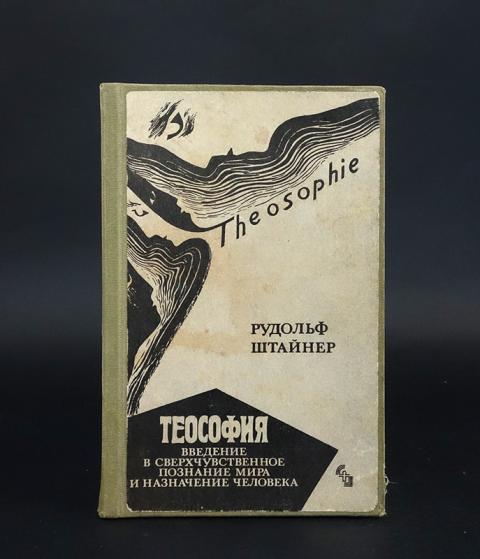 Theosophie
РУДОЛЬФ
ШТАЙНЕР
ТЕОСОФИЯ
ВВЕДЕНИЕ
В СВЕРХЧУВСТВЕННОЕ
ПОЗНАНИЕ МИРА
И НАЗНАЧЕНИЕ ЧЕЛОВЕКА